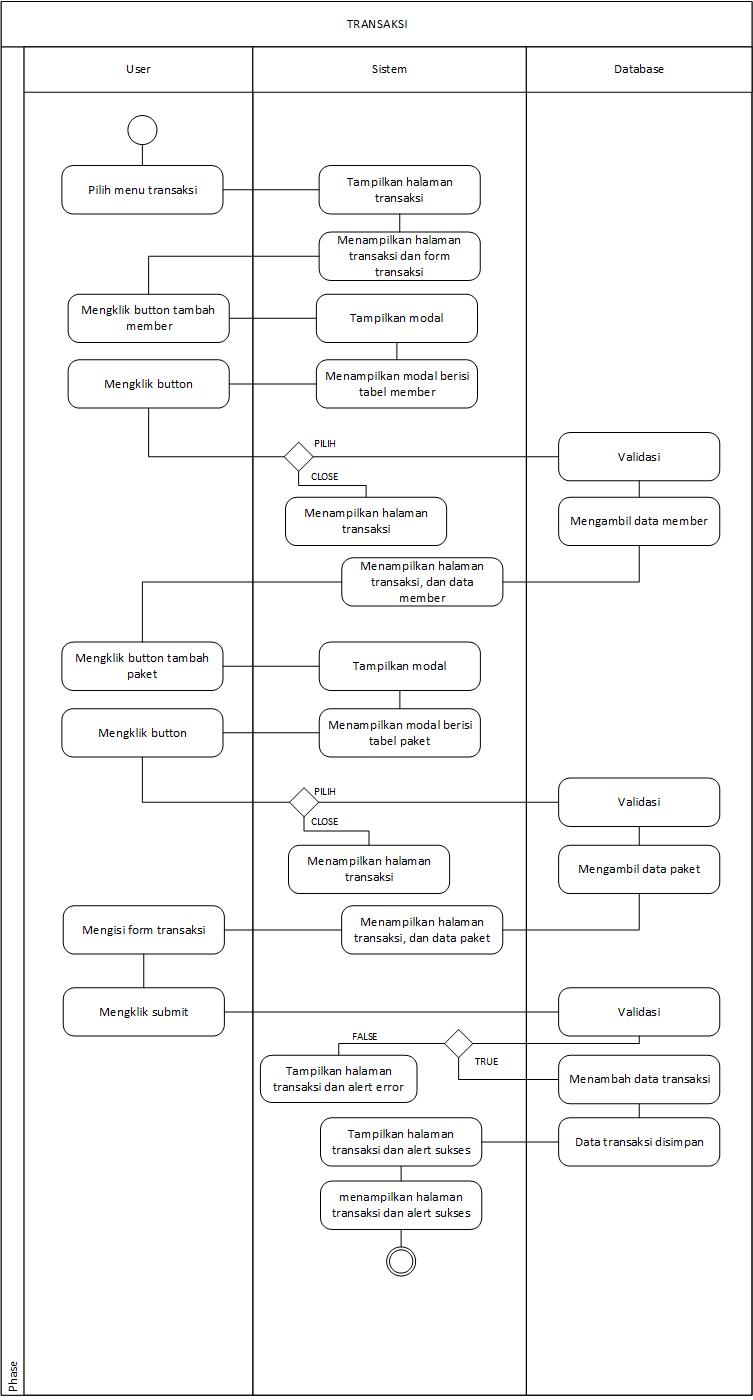 TRANSAKSI
User
Sistem
Database
Pilih menu transaksi
Tampilkan halaman
transaksi
Menampilkan halaman
transaksi dan form
transaksi
Mengklik button tambah
member
Tampilkan modal
Mengklik button
Menampilkan modal berisi
tabel member
PILIH
Validasi
CLOSE
Menampilkan halaman
transaksi
Mengambil data member
Menampilkan halaman
transaksi, dan data
member
Mengklik button tambah
paket
Tampilkan modal
Mengklik button
Menampilkan modal berisi
tabel paket
PILIH
Validasi
CLOSE
Menampilkan halaman
transaksi
Mengambil data paket
Mengisi form transaksi
Menampilkan halaman
transaksi, dan data paket
Mengklik submit
Validasi
FALSE
TRUE
Tampilkan halaman
transaksi dan alert error
Menambah data transaksi
Tampilkan halaman
transaksi dan alert sukses
Data transaksi disimpan
menampilkan halaman
transaksi dan alert sukses
Phase